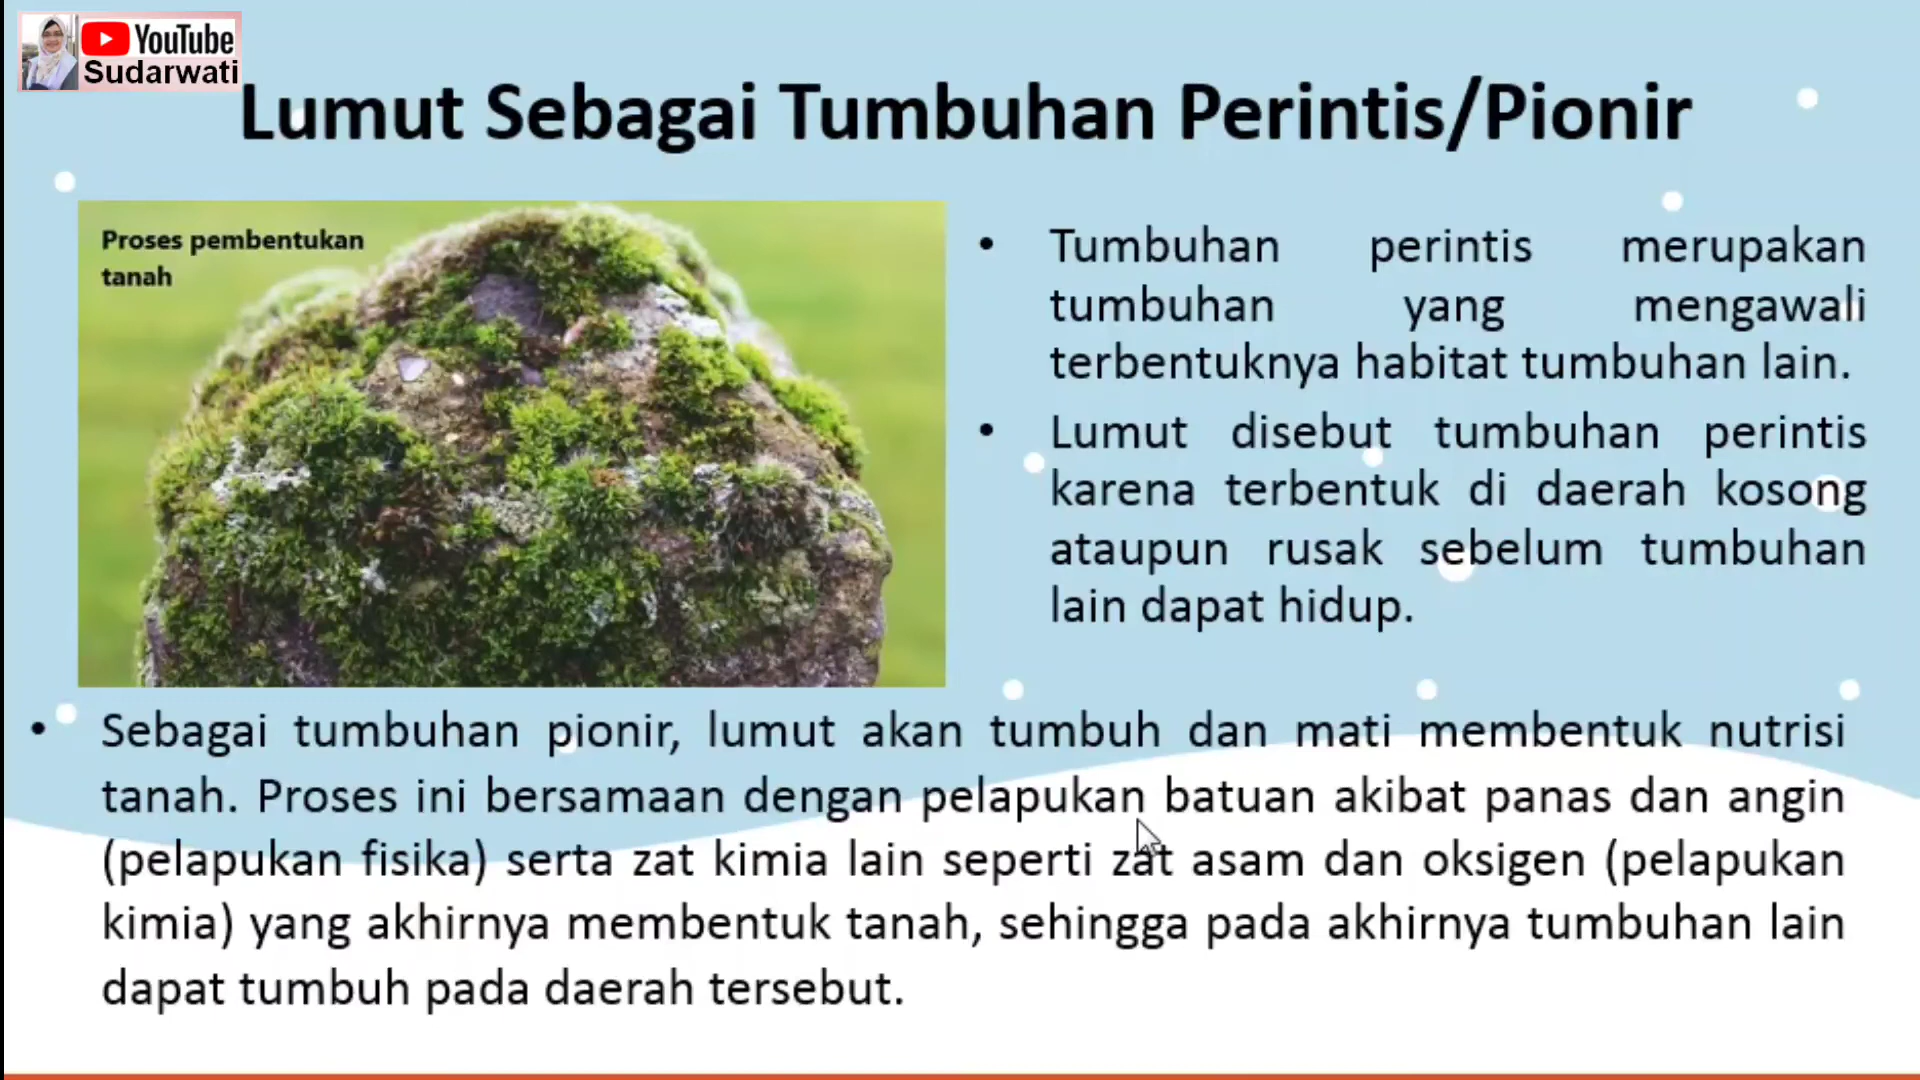 YouTube
Sudarwati
Lumut Sebagai Tumbuhan Perintis/Pionir
Proses pembentukan
tanah
• Tumbuhan perintis merupakan
tumbuhan yang mengawali
terbentuknya habitat tumbuhan lain.
• Lumut disebut tumbuhan perintis
karena terbentuk di daerah kosong
ataupun rusak sebelum tumbuhan
lain dapat hidup.
• Sebagai tumbuhan pionir, lumut akan tumbuh dan mati membentuk nutrisi
tanah. Proses ini bersamaan dengan pelapukan batuan akibat panas dan angin
(pelapukan fisika) serta zat kimia lain seperti zat asam dan oksigen (pelapukan
kimia) yang akhirnya membentuk tanah, sehingga pada akhirnya tumbuhan lain
dapat tumbuh pada daerah tersebut.